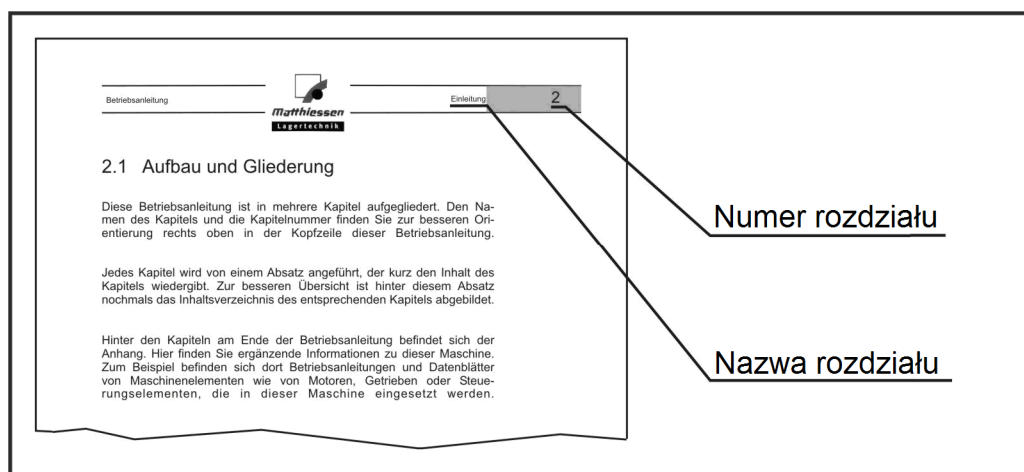 Betriebsanleitung
Matthiessen
Lagertechnik
Einleitung
2
2.1 Aufbau und Gliederung
Diese Betriebsanleitung ist in mehrere Kapitel aufgegliedert. Den Na-
men des Kapitels und die Kapitelnummer finden Sie zur besseren Ori-
entierung rechts oben in der Kopfzeile dieser Betriebsanleitung.
Jedes Kapitel wird von einem Absatz angeführt, der kurz den Inhalt des
Kapitels wiedergibt. Zur besseren Übersicht ist hinter diesem Absatz
nochmals das Inhaltsverzeichnis des entsprechenden Kapitels abgebildet.
Hinter den Kapiteln am Ende der Betriebsanleitung befindet sich der
Anhang. Hier finden Sie ergänzende Informationen zu dieser Maschine.
Zum Beispiel befinden sich dort Betriebsanleitungen und Datenblätter
von Maschinenelementen wie von Motoren, Getrieben oder Steue-
rungselementen, die in dieser Maschine eingesetzt werden.
Numer rozdziału
Nazwa rozdziału